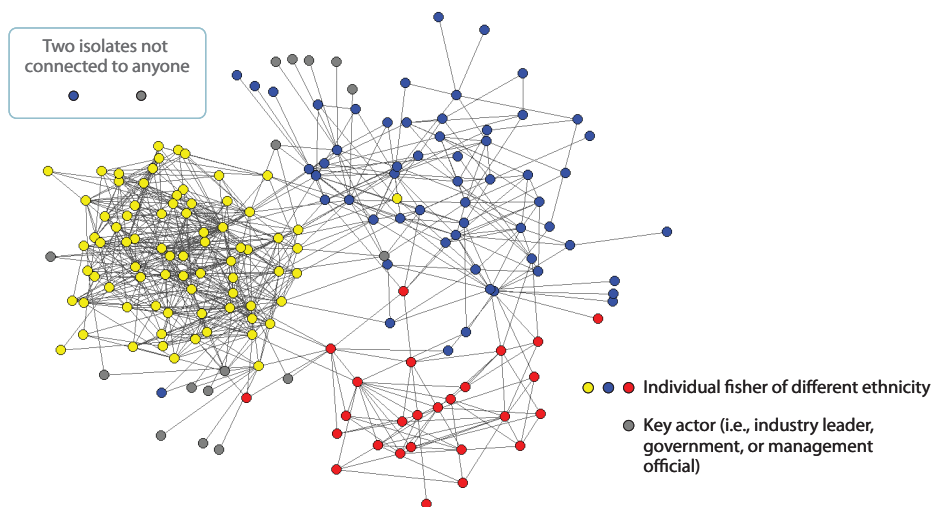 Two isolates not
connected to anyone
Individual fisher of different ethnicity
Key actor (i.e., industry leader,
government, or management
official)